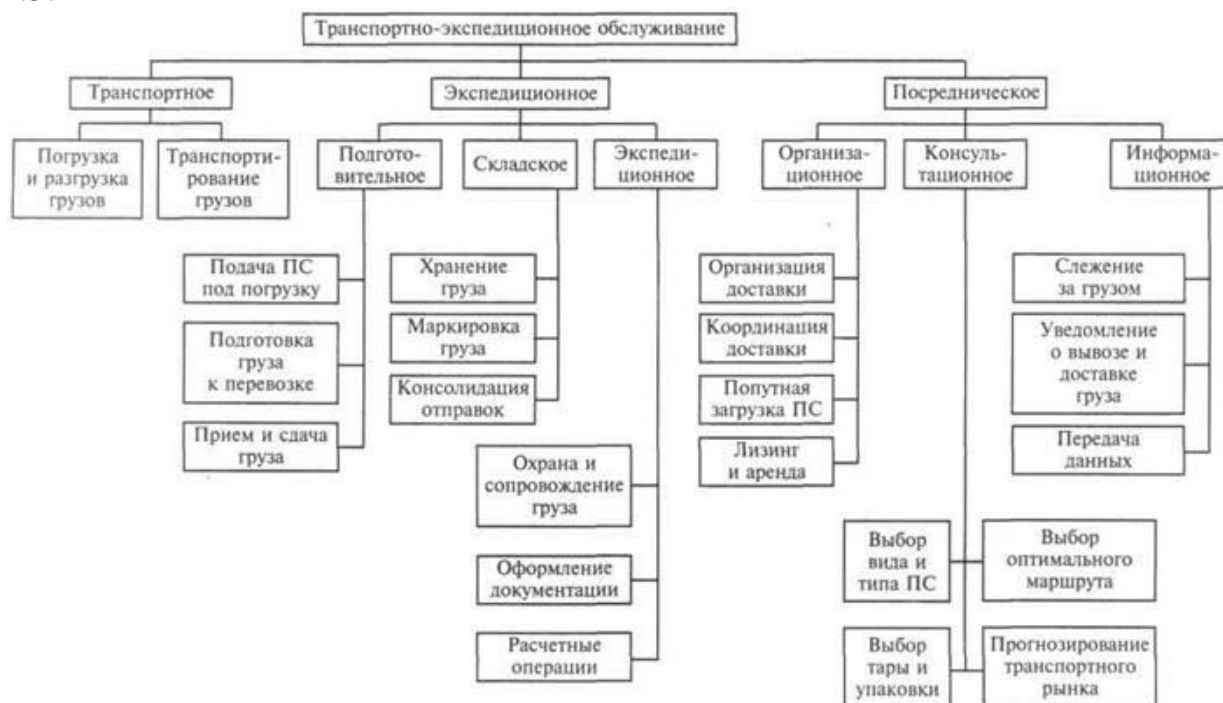 Транспортно-экспедиционное обслуживание
Транспортное
Экспедиционное
Посредническое
Погрузка
и разгрузка
грузов
Транспорти-
рование
грузов
Подгото-
вительное
Складское
Экспеди-
ционное
Организа-
ционное
Консуль-
тационное
Информа-
ционное
Подача ПС
под погрузку
Подготовка
груза
к перевозке
Прием и сдача
груза
Хранение
груза
Маркировка
груза
Консолидация
отправок
Охрана и
сопровождение
груза
Оформление
документации
Расчетные
операции
Организация
доставки
Координация
доставки
Попутная
загрузка ПС
Лизинг
и аренда
Выбор
вида и
типа ПС
Выбор
тары и
упаковки
Выбор
оптимального
маршрута
Прогнозирование
транспортного
рынка
Слежение
за грузом
Уведомление
о вывозе и
доставке
груза
Передача
данных